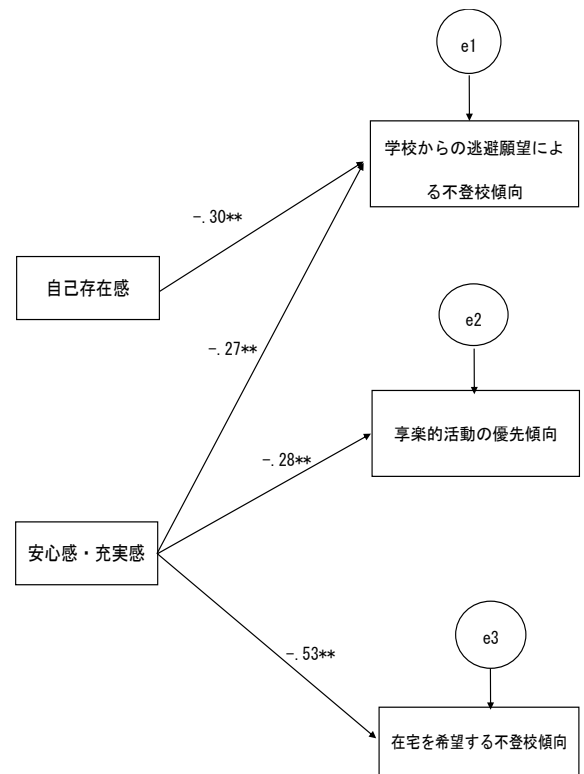 e1
学校からの逃避願望によ
る不登校傾向
-.30**
自己存在感
-.27**
e2
享楽的活動の優先傾向
-.28**
安心感・充実感
e3
-.53**
在宅を希望する不登校傾向